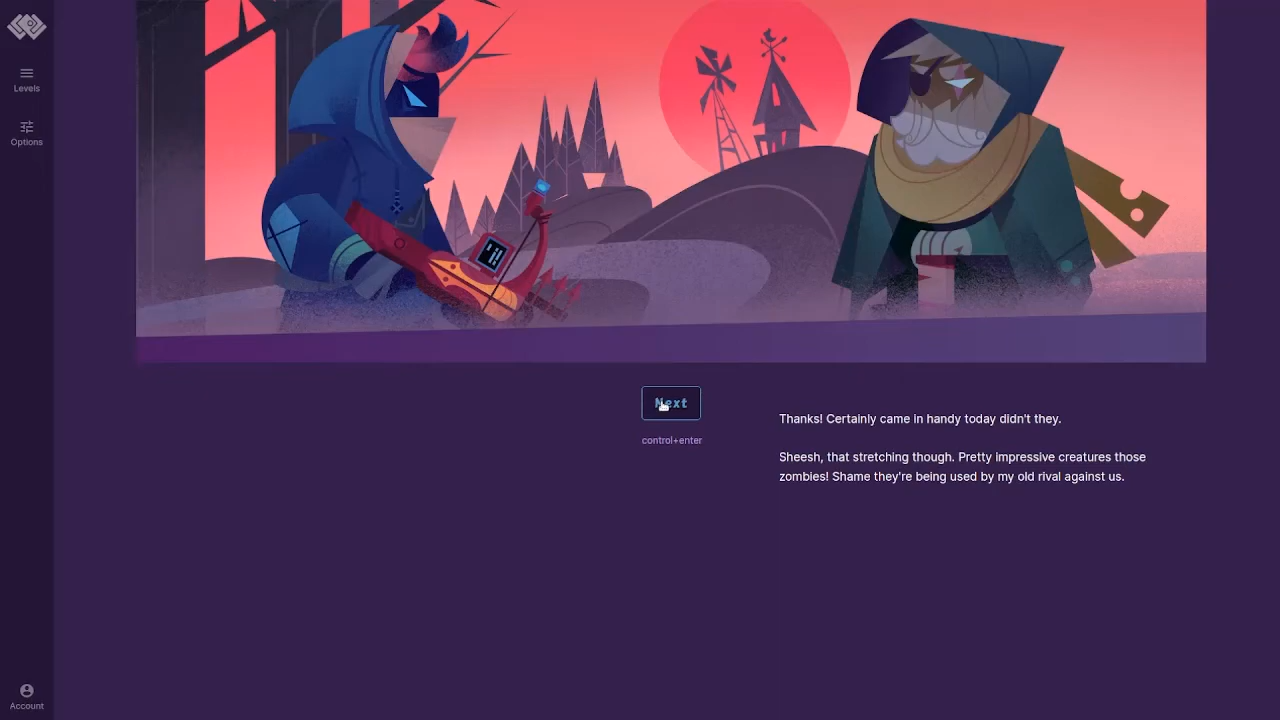 Levels
Options
Next
control+enter
Thanks! Certainly came in handy today didn't they.
Sheesh, that stretching though. Pretty impressive creatures those
zombies! Shame they're being used by my old rival against us.
Account